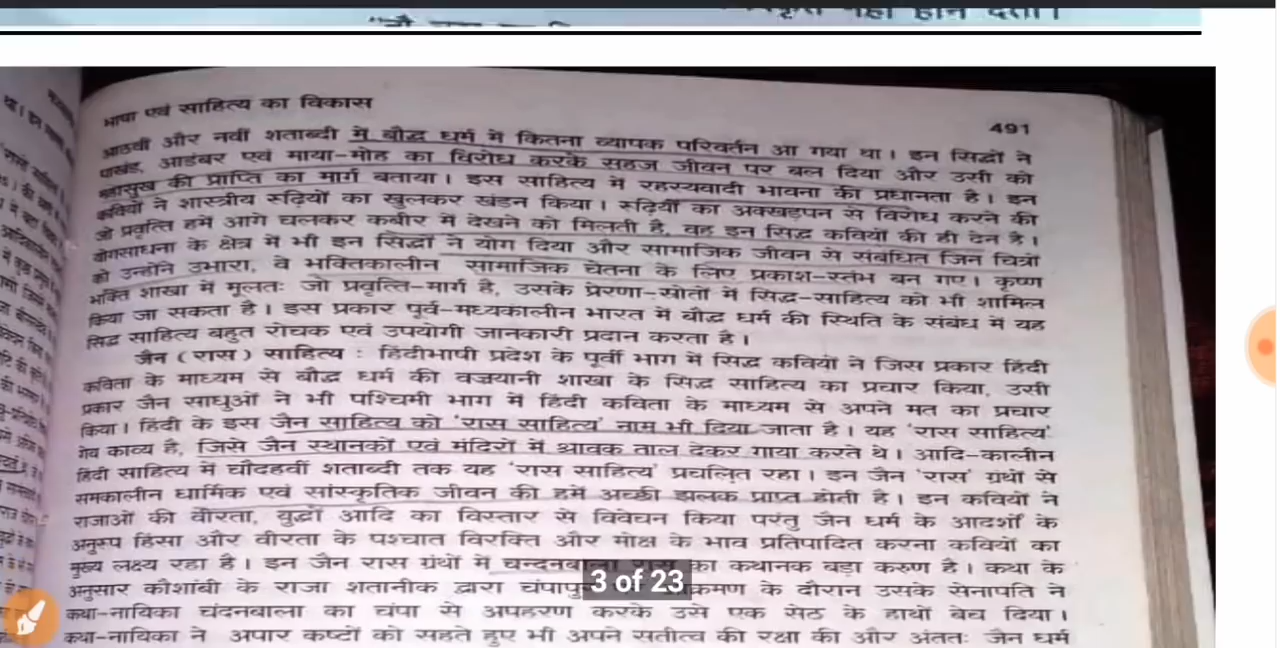 भाषा एवं साहित्य का विकास
491
आठवीं और नवीं शताब्दी में बौद्ध धर्म में कितना व्यापक परिवर्तन आ गया था। इन सिद्धों ने
पाखंड, आडंबर एवं माया-मोह का विरोध करके सहज जीवन पर बल दिया और उसी को
महासुख की प्राप्ति का मार्ग बताया। इस साहित्य में रहस्यवादी भावना की प्रधानता है। इन
कवियों ने शास्त्रीय रूढ़ियों का खुलकर खंडन किया। रूढ़ियों का अक्खड़पन से विरोध करने की
जो प्रवृत्ति हमें आगे चलकर कबीर में देखने को मिलती है, वह इन सिद्ध कवियों की ही देन है।
योगसाधना के क्षेत्र में भी इन सिद्धों ने योग दिया और सामाजिक जीवन से संबंधित जिन चित्रों
को उन्होंने उभारा, वे भक्तिकालीन सामाजिक चेतना के लिए प्रकाश-स्तंभ बन गए। कृष्ण
भक्ति शाखा में मूलतः जो प्रवृत्ति-मार्ग है, उसके प्रेरणा-स्रोतों में सिद्ध-साहित्य को भी शामिल
किया जा सकता है। इस प्रकार पूर्व-मध्यकालीन भारत में बौद्ध धर्म की स्थिति के संबंध में यह
सिद्ध साहित्य बहुत रोचक एवं उपयोगी जानकारी प्रदान करता है।
जैन (रास) साहित्य : हिंदीभाषी प्रदेश के पूर्वी भाग में सिद्ध कवियों ने जिस प्रकार हिंदी
कविता के माध्यम से बौद्ध धर्म की वज्रयानी शाखा के सिद्ध साहित्य का प्रचार किया, उसी
प्रकार जैन साधुओं ने भी पश्चिमी भाग में हिंदी कविता के माध्यम से अपने मत का प्रचार
किया। हिंदी के इस जैन साहित्य को 'रास साहित्य' नाम भी दिया जाता है। यह 'रास साहित्य'
गेय काव्य है, जिसे जैन स्थानकों एवं मंदिरों में श्रावक ताल देकर गाया करते थे। आदि-कालीन
हिंदी साहित्य में चौदहवीं शताब्दी तक यह 'रास साहित्य' प्रचलित रहा। इन जैन 'रास' ग्रंथों से
समकालीन धार्मिक एवं सांस्कृतिक जीवन की हमें अच्छी झलक प्राप्त होती है। इन कवियों ने
राजाओं की वीरता, युद्धों आदि का विस्तार से विवेचन किया परंतु जैन धर्म के आदर्शों के
अनुरूप हिंसा और वीरता के पश्चात विरक्ति और मोक्ष के भाव प्रतिपादित करना कवियों का
मुख्य लक्ष्य रहा है। इन जैन रास ग्रंथों में का कथानक बड़ा करुण है। कथा के
अनुसार कौशांबी के राजा शतानीक द्वारा के दौरान उसके सेनापति ने
3 of 23
कथा-नायिका चंदनबाला का चंपा से अपहरण करके उसे एक सेठ के हाथों बेच दिया।
कथा-नायिका ने अपार कष्टों को सहते हुए भी अपने सतीत्व की रक्षा की और अंततः जैन धर्म